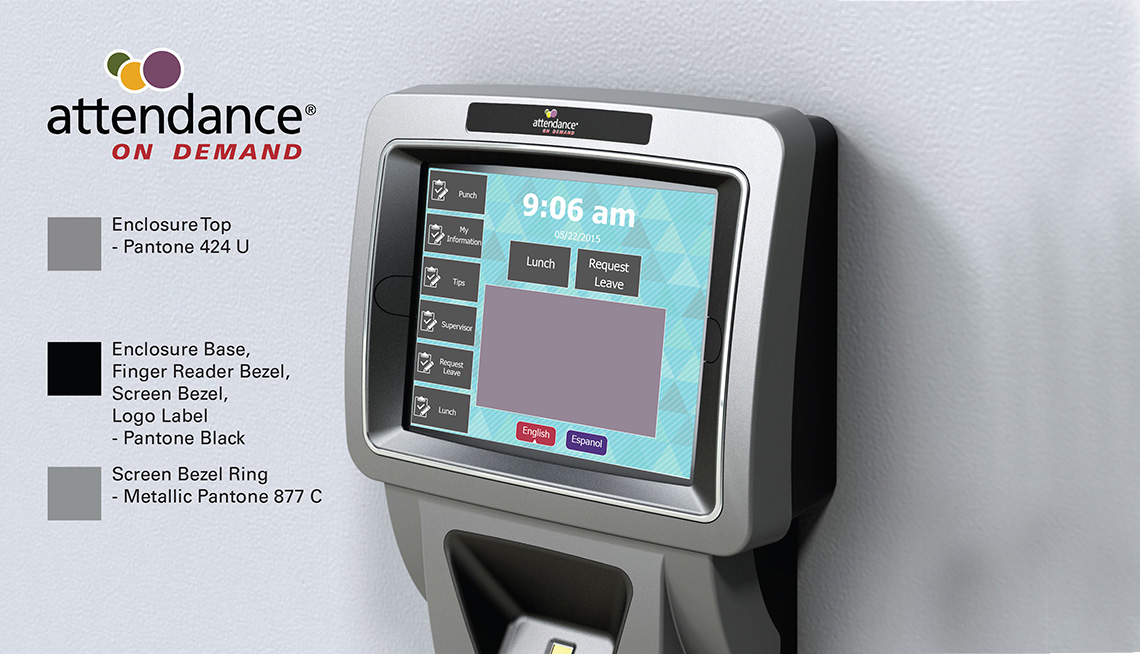 attendance®
ON DEMAND
Enclosure Top
- Pantone 424 U
Enclosure Base,
Finger Reader Bezel,
Screen Bezel,
Logo Label
- Pantone Black
Screen Bezel Ring
- Metallic Pantone 877 C
attendance®
ON DEMAND
Punch
My
Information
Tips
Supervisor
Request
Leave
Lunch
9:06 am
05/22/2015
Lunch
Request
Leave
English
Espanol